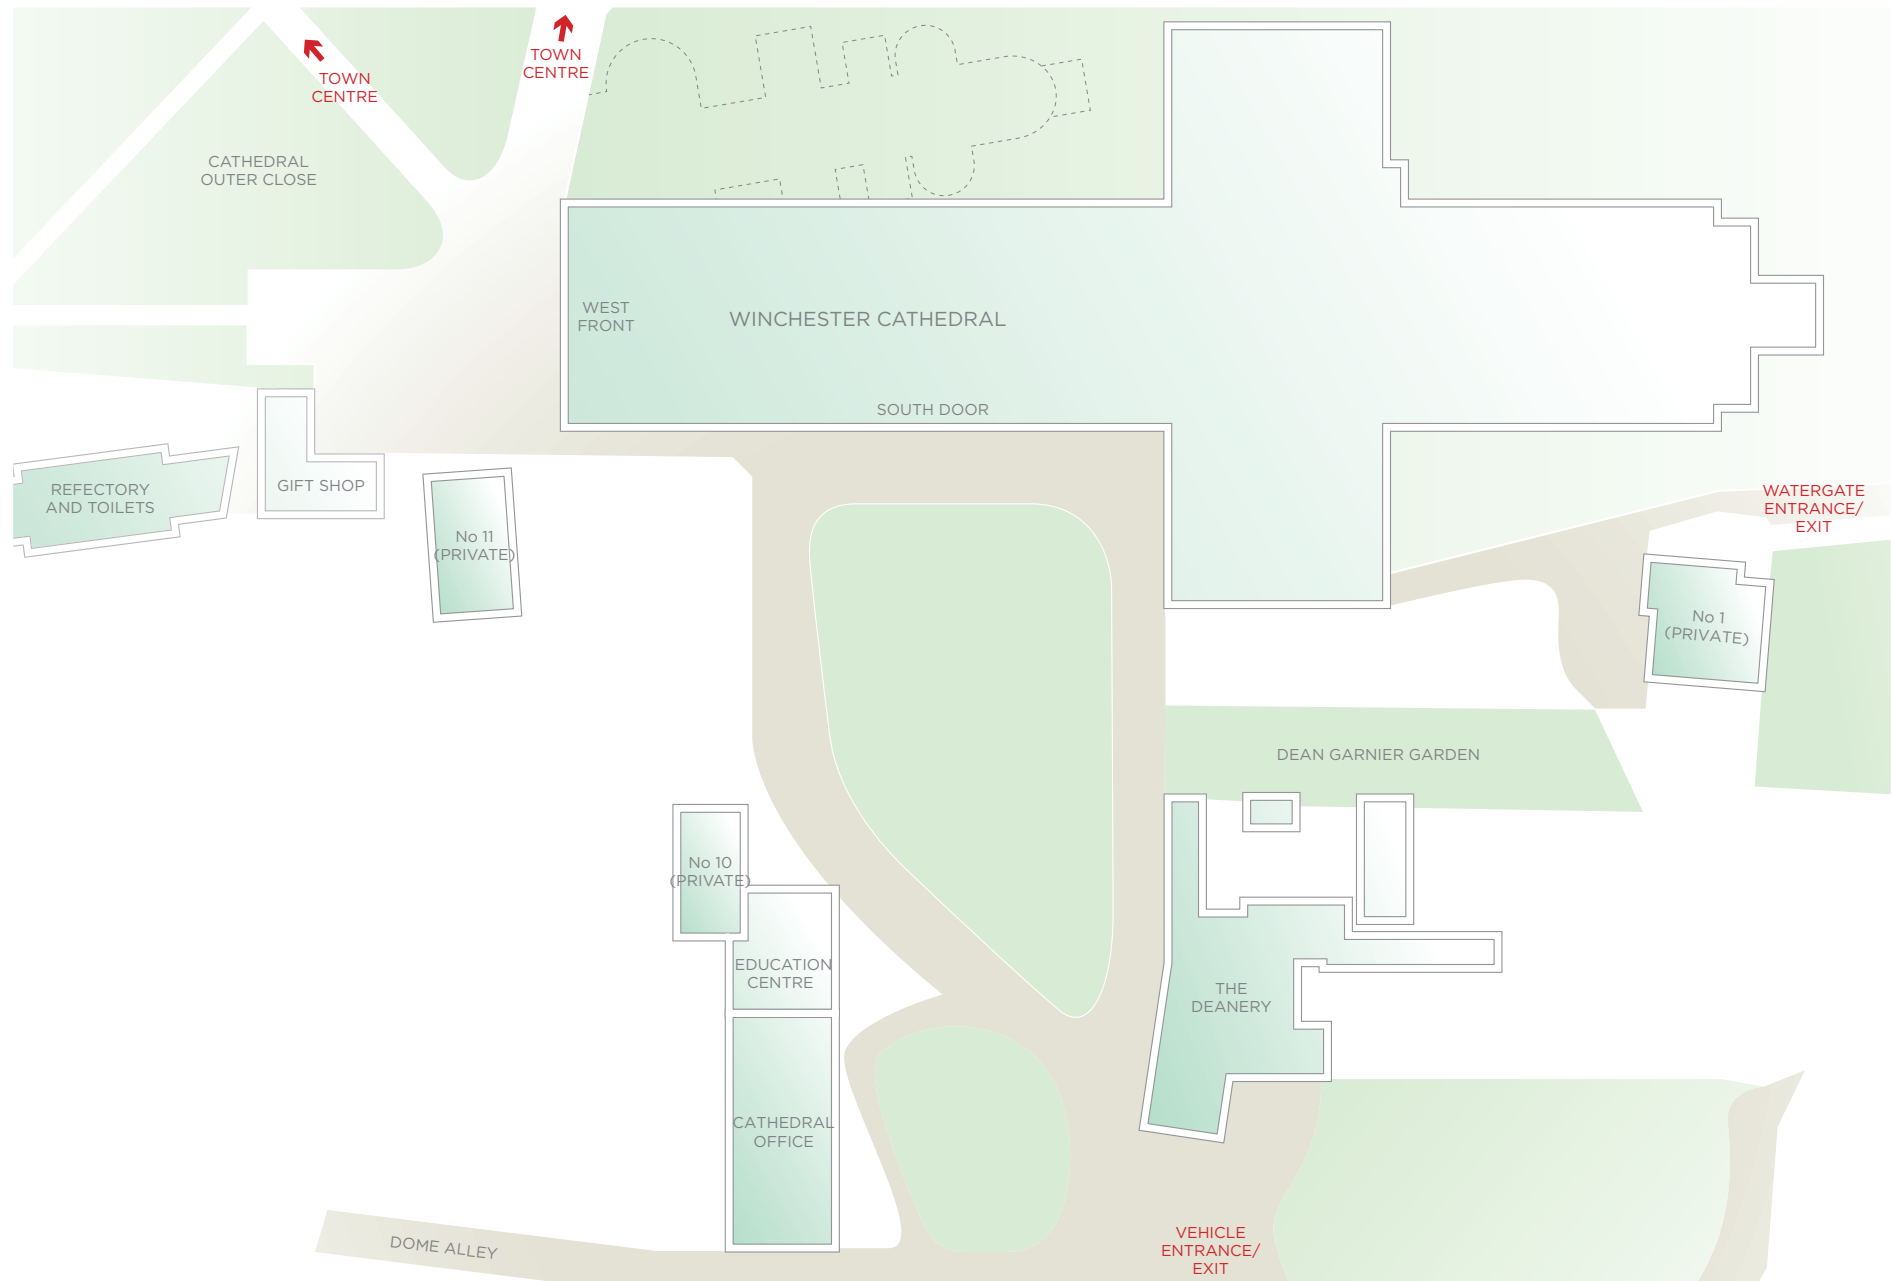 TOWN
CENTRE
TOWN
CENTRE
CATHEDRAL
OUTER CLOSE
WEST
FRONT
WINCHESTER CATHEDRAL
SOUTH DOOR
REFECTORY
AND TOILETS
GIFT SHOP
No 11
(PRIVATE)
WATERGATE
ENTRANCE/
EXIT
No 1
(PRIVATE)
DEAN GARNIER GARDEN
No 10
(PRIVATE)
EDUCATION
CENTRE
THE
DEANERY
CATHEDRAL
OFFICE
DOME ALLEY
VEHICLE
ENTRANCE/
EXIT